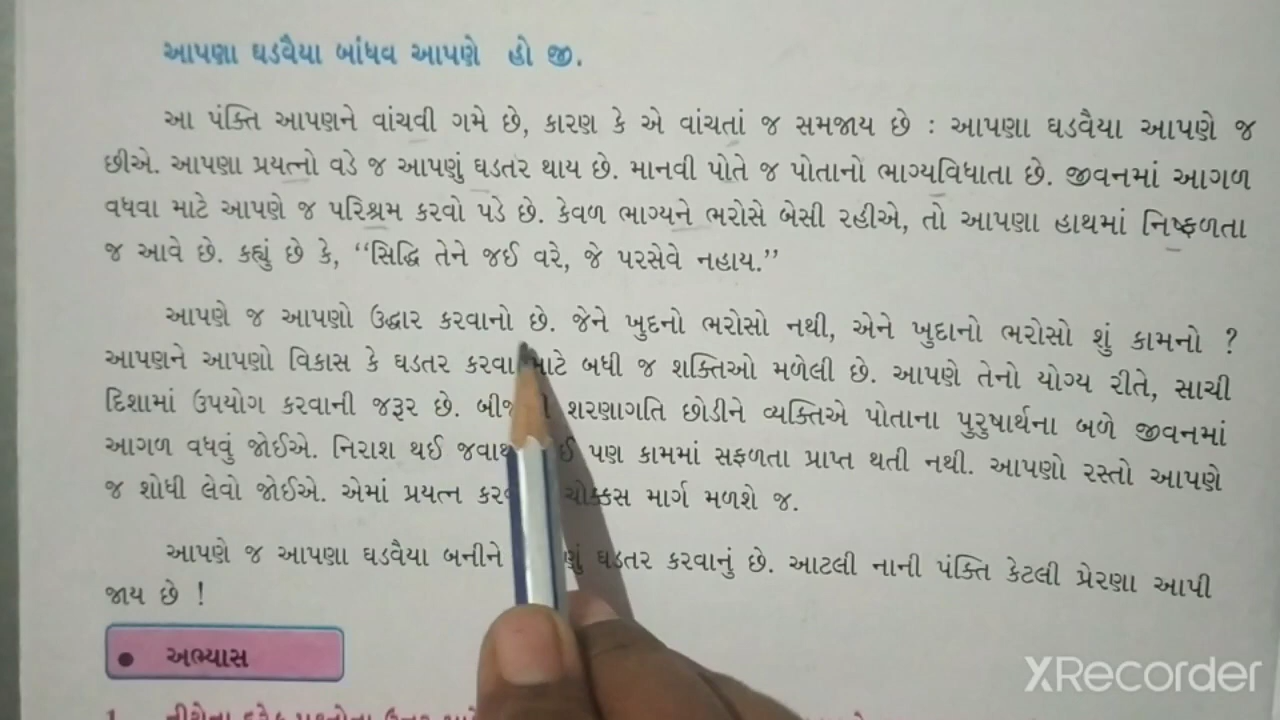 આપણા ઘડવૈયા બાંધવ આપણે હો જી.
આ પંક્તિ આપણને વાંચવી ગમે છે, કારણ કે એ વાંચતાં જ સમજાય છે : આપણા ઘડવૈયા આપણે જ
છીએ. આપણા પ્રયત્નો વડે જ આપણું ઘડતર થાય છે. માનવી પોતે જ પોતાનો ભાગ્યવિધાતા છે. જીવનમાં આગળ
વધવા માટે આપણે જ પરિશ્રમ કરવો પડે છે. કેવળ ભાગ્યને ભરોસે બેસી રહીએ, તો આપણા હાથમાં નિષ્ફળતા
જ આવે છે. કહ્યું છે કે, “સિદ્ધિ તેને જઈ વરે, જે પરસેવે નહાય.”
આપણે જ આપણો ઉદ્ધાર કરવાનો છે. જેને ખુદનો ભરોસો નથી, એને ખુદાનો ભરોસો શું કામનો ?
આપણને આપણો વિકાસ કે ઘડતર કરવા માટે બધી જ શક્તિઓ મળેલી છે. આપણે તેનો યોગ્ય રીતે, સાચી
દિશામાં ઉપયોગ કરવાની જરૂર છે. શરણાગતિ છોડીને વ્યક્તિએ પોતાના પુરુષાર્થના બળે જીવનમાં
આગળ વધવું જોઈએ. નિરાશ થઈ પણ કામમાં સફળતા પ્રાપ્ત થતી નથી. આપણો રસ્તો આપણે
જ શોધી લેવો જોઈએ. એમાં પ્રયત્ન ચોક્કસ માર્ગ મળશે જ.
આપણે જ આપણા ઘડવૈયા બનીને ઘડતર કરવાનું છે. આટલી નાની પંક્તિ કેટલી પ્રેરણા આપી
જાય છે !
• અભ્યાસ
XRecorder